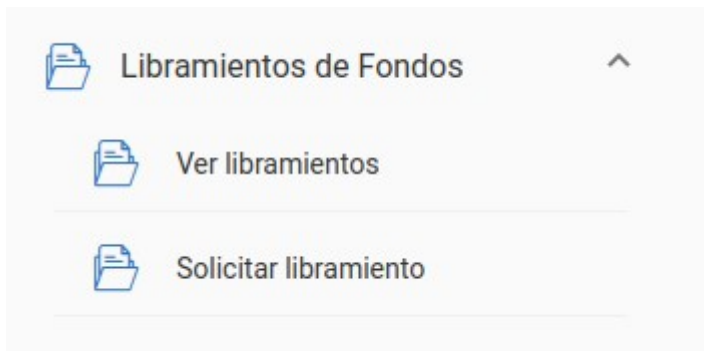 Libramientos de Fondos
Ver libramientos
Solicitar libramiento